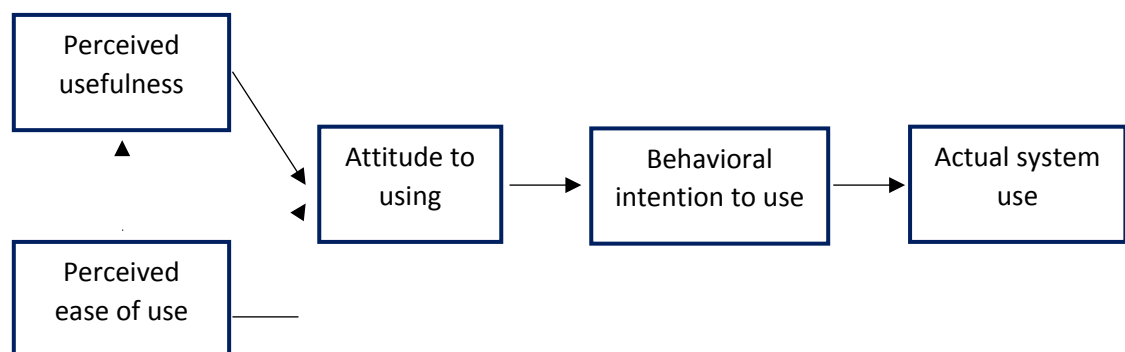 Perceived
usefulness
Attitude to
using
Behavioral
intention to use
Actual system
use
Perceived
ease of use